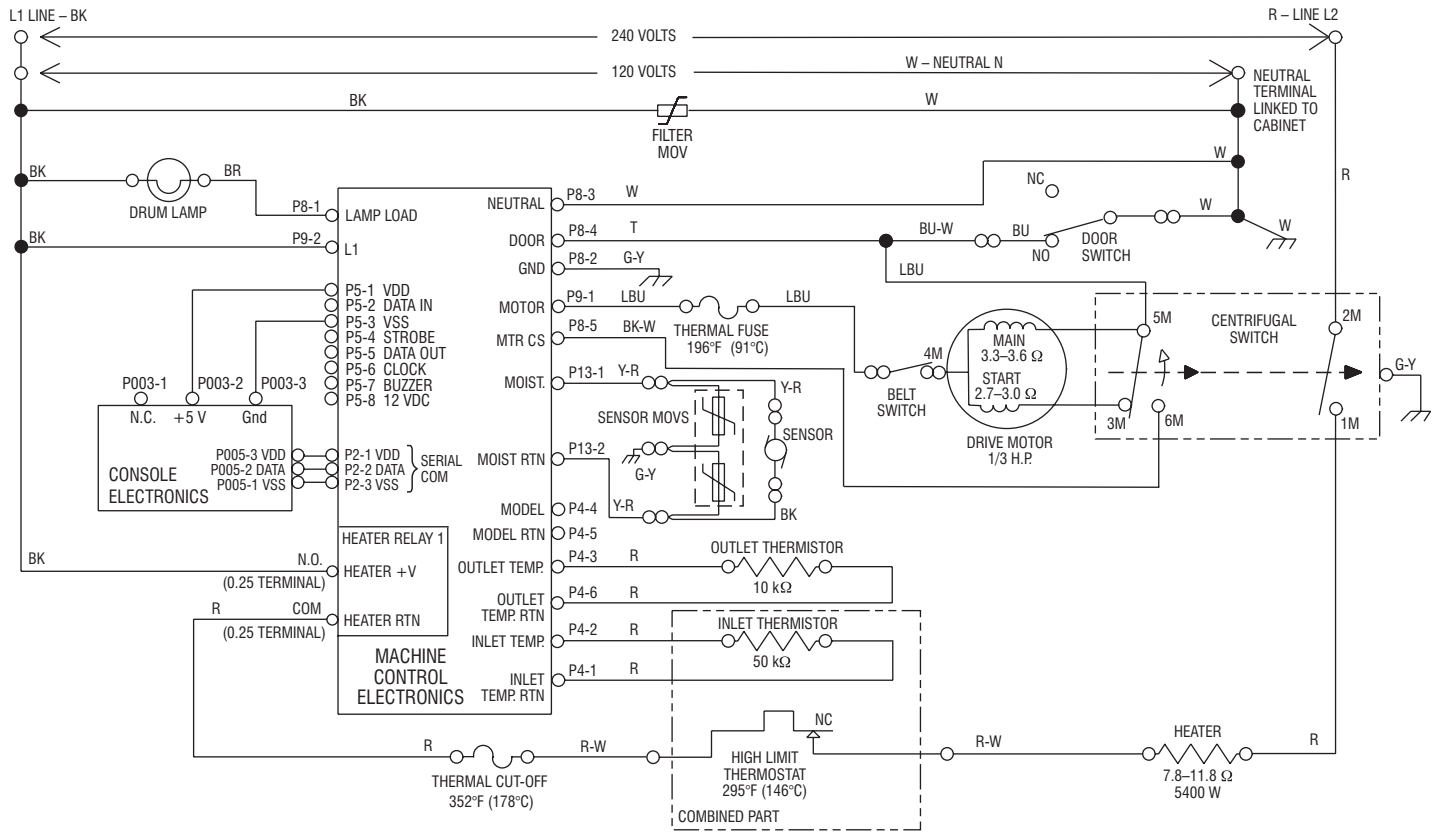 L1 LINE – BK
R – LINE L2
240 VOLTS
120 VOLTS
W – NEUTRAL N
NEUTRAL
TERMINAL
LINKED TO
CABINET
BK
W
FILTER
MOV
BK
BR
DRUM LAMP
P8-1
LAMP LOAD
BK
P9-2
L1
NEUTRAL
P8-3
W
W
R
NC
DOOR
P8-4
T
BU-W
BU
NO
DOOR
SWITCH
W
W
GND
P8-2
G-Y
LBU
MOTOR
P9-1
LBU
LBU
THERMAL FUSE
196°F (91°C)
MTR CS
P8-5
BK-W
P5-1 VDD
P5-2 DATA IN
P5-3 VSS
P5-4 STROBE
P5-5 DATA OUT
P5-6 CLOCK
P5-7 BUZZER
P5-8 12 VDC
4M
BELT
SWITCH
MAIN
3.3–3.6 Ω
START
2.7–3.0 Ω
DRIVE MOTOR
1/3 H.P.
5M
CENTRIFUGAL
SWITCH
2M
G-Y
3M
6M
1M
P003-1
P003-2
P003-3
N.C.
+5 V
Gnd
CONSOLE
ELECTRONICS
P005-3 VDD
P005-2 DATA
P005-1 VSS
P2-1 VDD
P2-2 DATA
P2-3 VSS
SERIAL
COM
MOIST.
P13-1
Y-R
Y-R
SENSOR MOVS
SENSOR
MOIST RTN
P13-2
G-Y
Y-R
BK
MODEL
P4-4
MODEL RTN
P4-5
HEATER RELAY 1
BK
N.O.
(0.25 TERMINAL)
HEATER +V
R
COM
(0.25 TERMINAL)
HEATER RTN
MACHINE
CONTROL
ELECTRONICS
OUTLET TEMP.
P4-3
R
OUTLET THERMISTOR
10 kΩ
OUTLET
TEMP. RTN
P4-6
R
INLET TEMP.
P4-2
R
INLET THERMISTOR
50 kΩ
INLET
TEMP. RTN
P4-1
R
R
THERMAL CUT-OFF
352°F (178°C)
R-W
NC
HIGH LIMIT
THERMOSTAT
295°F (146°C)
COMBINED PART
R-W
HEATER
7.8–11.8 Ω
5400 W
R